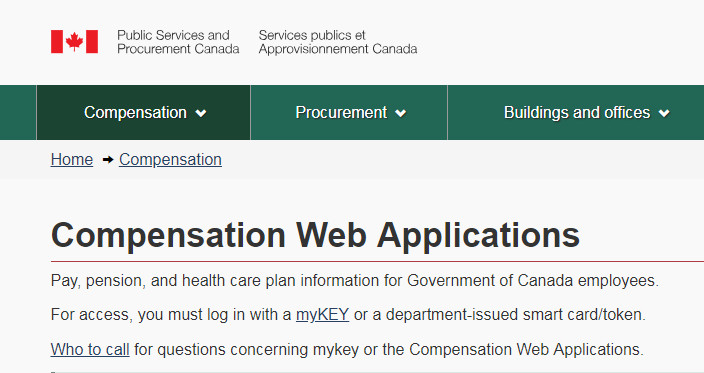 Public Services and Procurement Canada
Services publics et Approvisionnement Canada
Compensation
Procurement
Buildings and offices
Home → Compensation
Compensation Web Applications
Pay, pension, and health care plan information for Government of Canada employees.
For access, you must log in with a myKEY or a department-issued smart card/token.
Who to call for questions concerning mykey or the Compensation Web Applications.